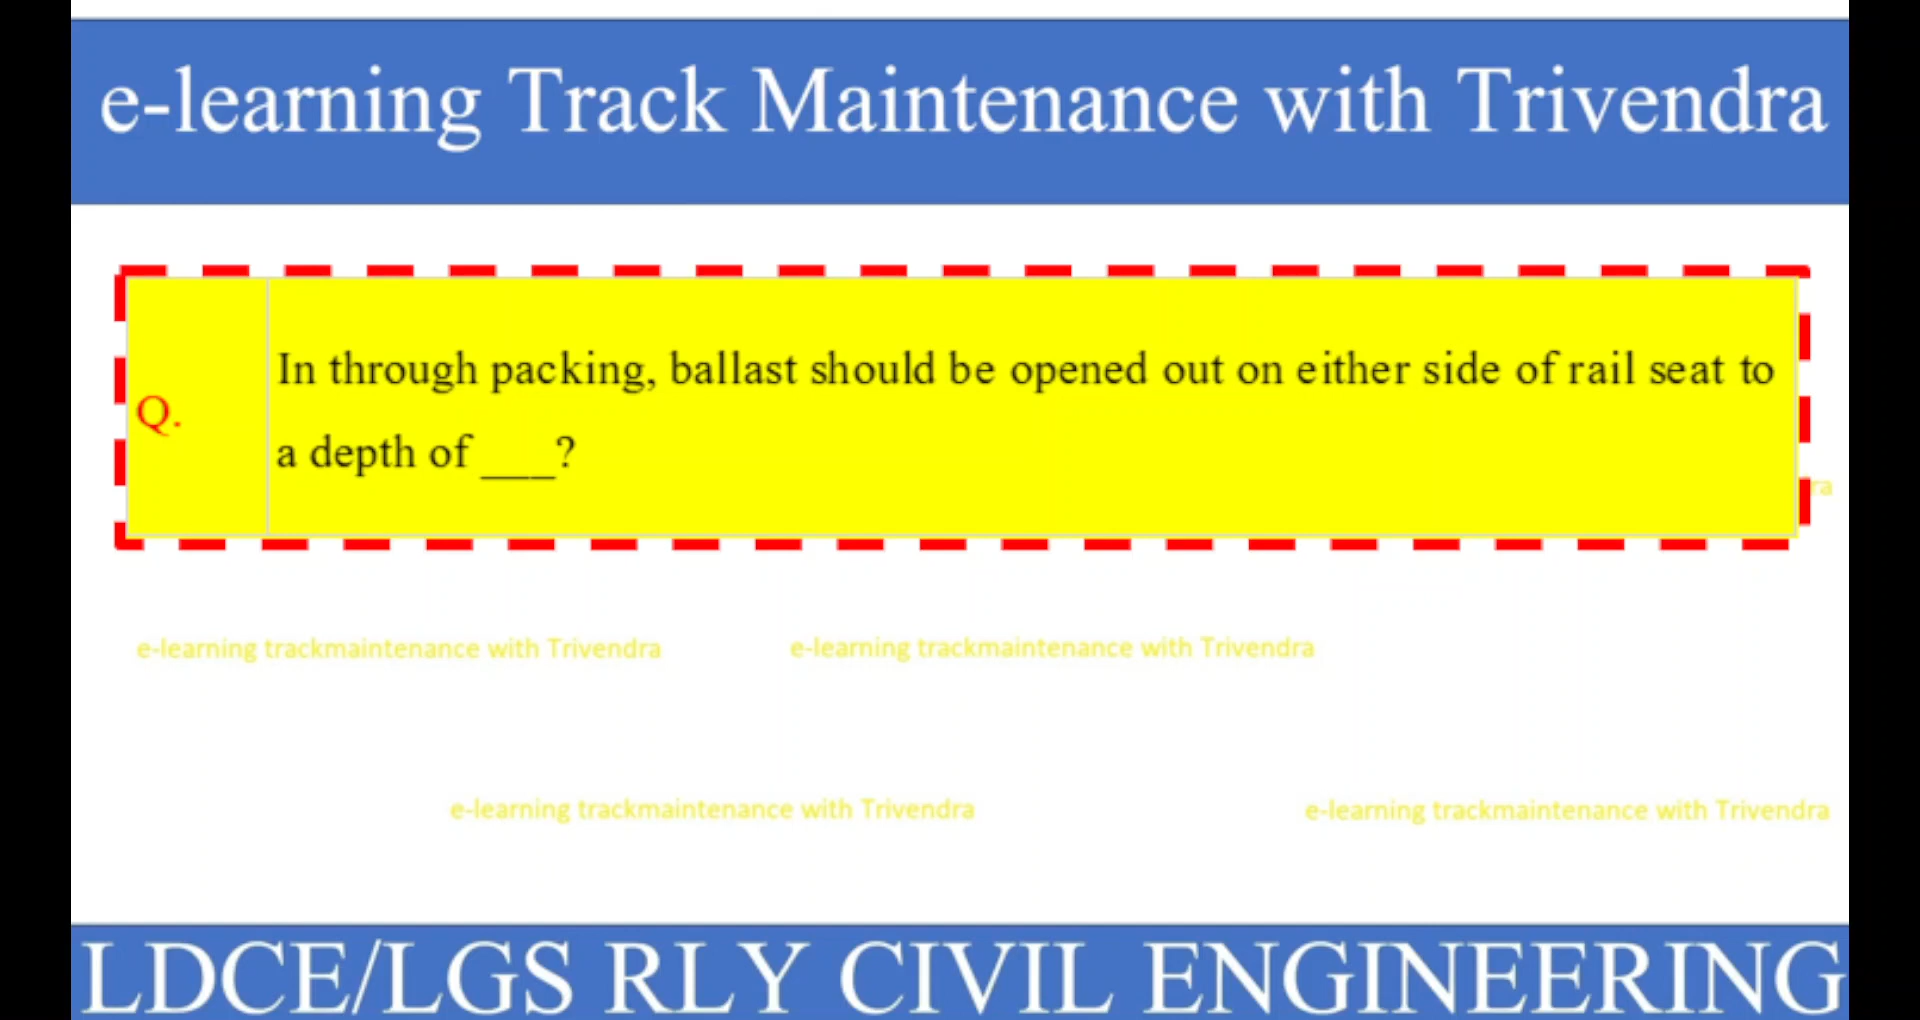 e-learning Track Maintenance with Trivendra
Q.
In through packing, ballast should be opened out on either side of rail seat to
a depth of ___?
ra
e-learning trackmaintenance with Trivendra
e-learning trackmaintenance with Trivendra
e-learning trackmaintenance with Trivendra
e-learning trackmaintenance with Trivendra
LDCE/LGS RLY CIVIL ENGINEERING